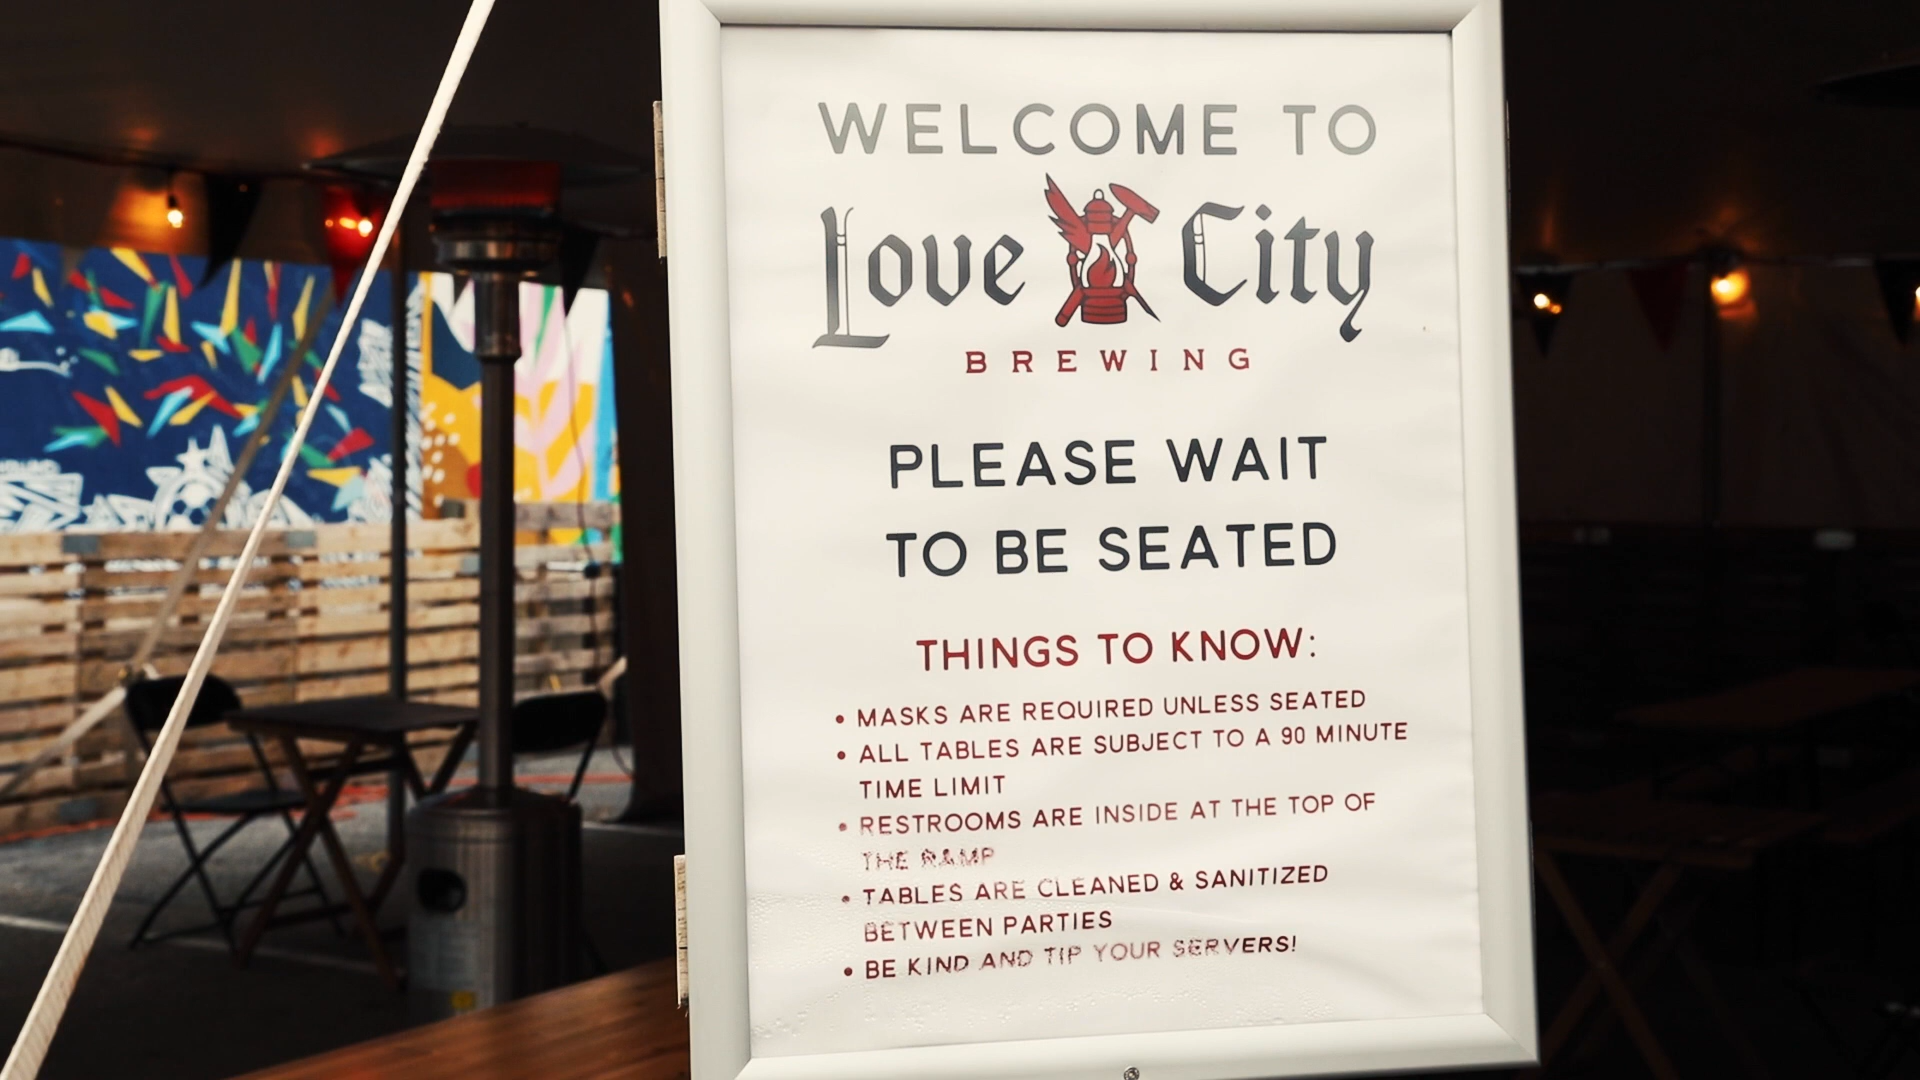 WELCOME TO
Love City
BREWING
PLEASE WAIT
TO BE SEATED
THINGS TO KNOW:
• MASKS ARE REQUIRED UNLESS SEATED
• ALL TABLES ARE SUBJECT TO A 90 MINUTE
TIME LIMIT
• RESTROOMS ARE INSIDE AT THE TOP OF
THE RAMP
• TABLES ARE CLEANED & SANITIZED
BETWEEN PARTIES
• BE KIND AND TIP YOUR SERVERS!